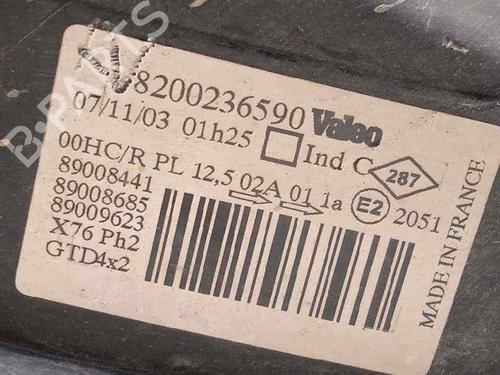 8200236590 Valeo
07/11/03 01h25 Ind C 287
00HC/R PL 12,5 02A 01 1a E2 2051
89008441
89008685
89009623
X76 Ph2
GTD4x2
MADE IN FRANCE
B-PARTS